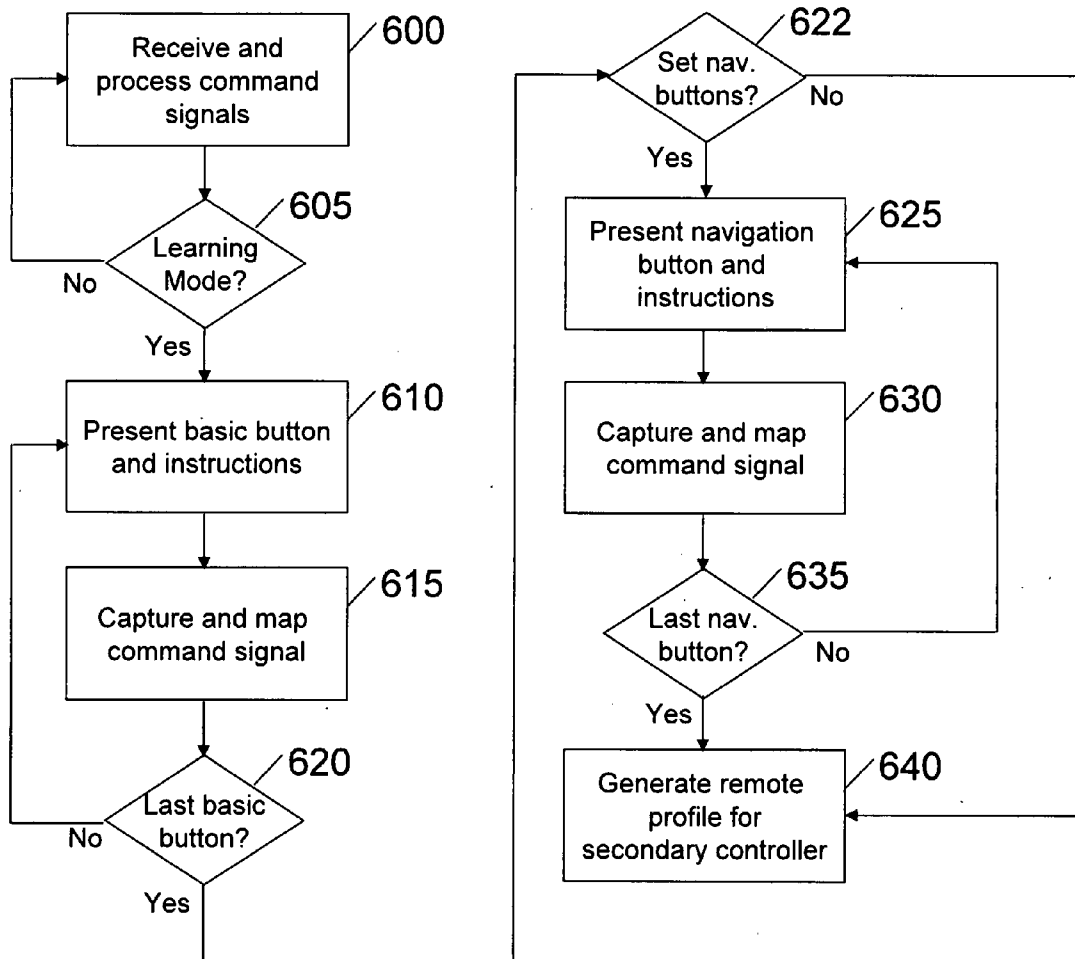 600
Receive and
process command
signals
605
Learning
Mode?
No
Yes
610
Present basic button
and instructions
615
Capture and map
command signal
620
Last basic
button?
No
Yes
622
Set nav.
buttons?
No
Yes
625
Present navigation
button and
instructions
630
Capture and map
command signal
635
Last nav.
button?
No
Yes
640
Generate remote
profile for
secondary controller